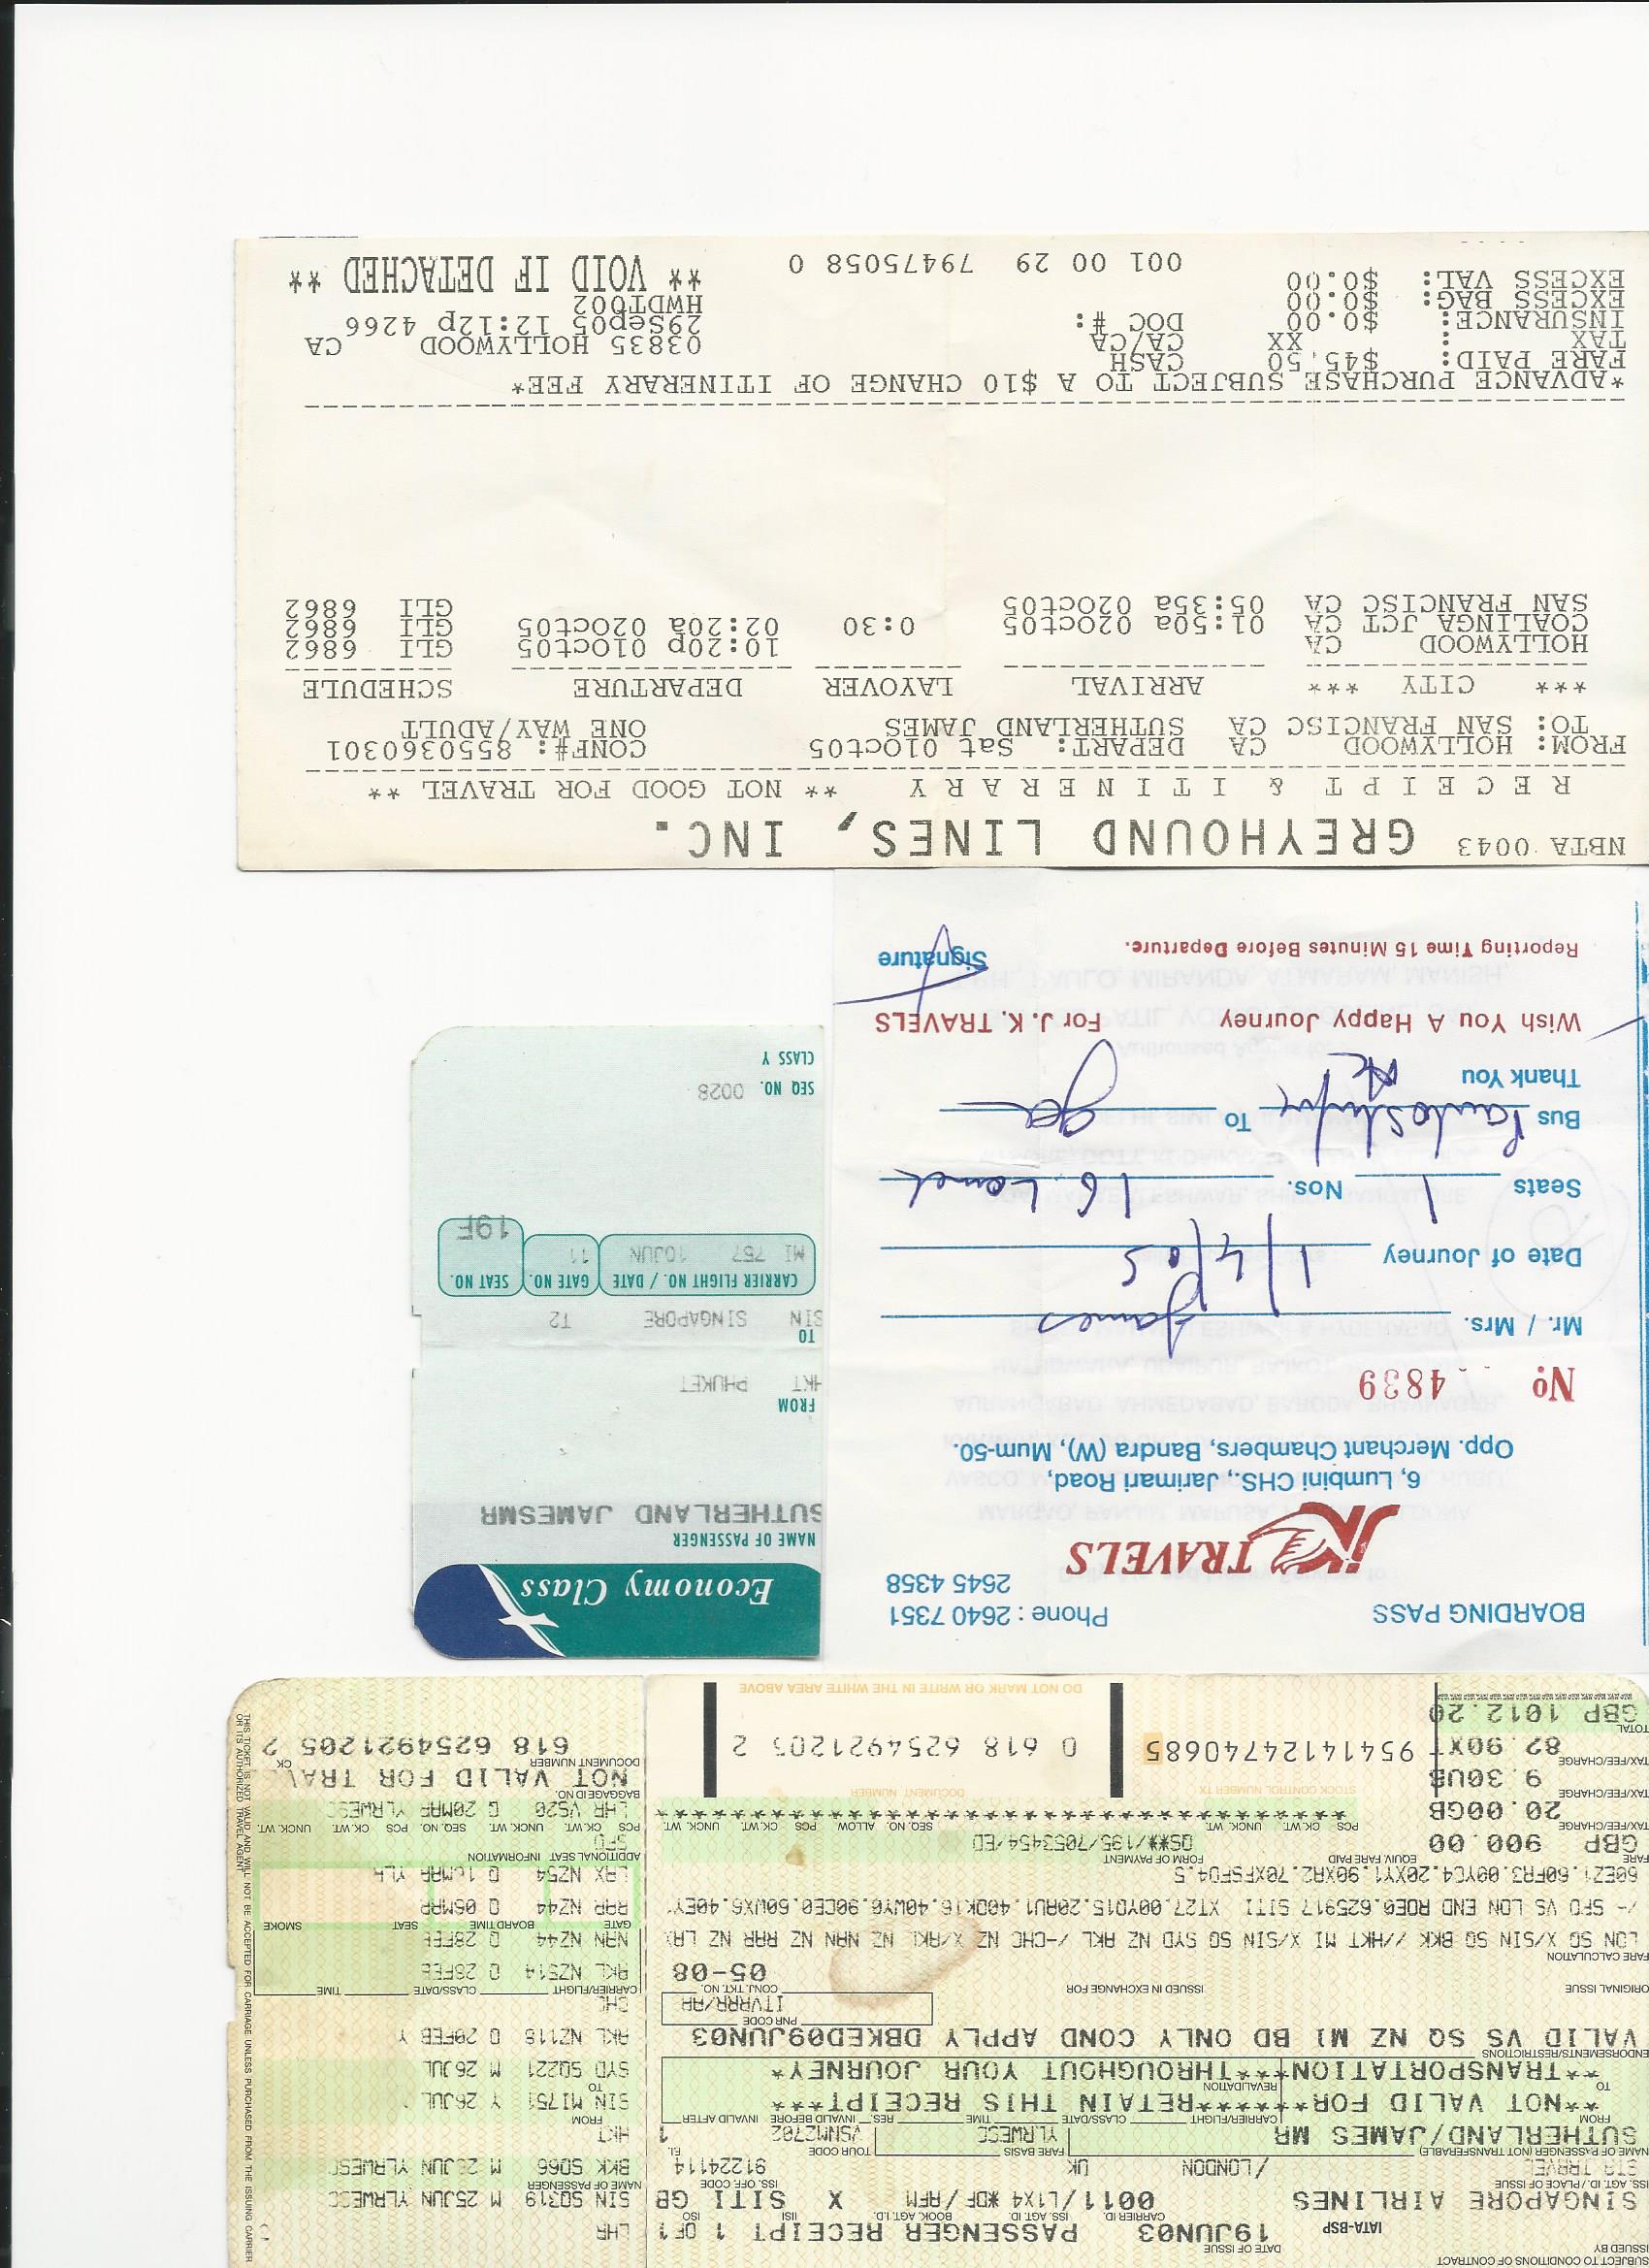 SUBJECT TO CONDITIONS OF CONTRACT
ISSUED BY
DATE OF ISSUE
IATA-BSP 19JUN03 PASSENGER RECEIPT 1 OF 1
CARRIER ID. ISS. AGT. ID. BOOK. AGT. I.D. ISI ISO
SINGAPORE AIRLINES 0011/L1X4 *DF/AFM X SITI GB
ISS. AGT. ID. / PLACE OF ISSUE ISS. OFF. CODE
STA TRAVEL /LONDON UK 91224114
NAME OF PASSENGER (NOT TRANSFERABLE) FARE BASIS TOUR CODE F.I.
SUTHERLAND/JAMES MR YLRWESC VSNM2702 1
FROM CARRIER/FLIGHT CLASS/DATE TIME RES. INVALID BEFORE INVALID AFTER
**NOT VALID FOR******RETAIN THIS RECEIPT***
TO REVALIDATION
**TRANSPORTATION***THROUGHOUT YOUR JOURNEY*
ENDORSEMENTS/RESTRICTIONS
VALID VS SQ NZ MI BD ONLY COND APPLY DBKED09JUN03
PNR CODE
ITVRRR/AA
ORIGINAL ISSUE ISSUED IN EXCHANGE FOR CONJ. TKT. NO.
05-08
FARE CALCULATION
LON SQ X/SIN SQ BKK //HKT MI X/SIN SQ SYD NZ AKL /-CHC NZ X/AKL NZ NAN NZ RAR NZ LAX
/- SFO VS LON END ROE0.625917 SITI XT27.00YQ15.20AU1.40QK16.40WY6.90CE0.60WX6.40EY1
60EZ1.60FR3.00YC4.20XY1.90XA2.70XFSFO4.5
FARE EQUIV. FARE PAID FORM OF PAYMENT
GBP 900.00 QS**/195/7053454/ED
TAX/FEE/CHARGE PCS CK.WT. UNCK. WT. SEQ. NO. ALLOW. PCS CK.WT. UNCK. WT.
20.00GB
TAX/FEE/CHARGE STOCK CONTROL NUMBER TX DOCUMENT NUMBER
9.30UB
TAX/FEE/CHARGE
82.90XT 95414124740685 0 618 6254921205 2
TOTAL
GBP 1012.20
DO NOT MARK OR WRITE IN THE WHITE AREA ABOVE
LHR
SIN SQ319 M 25JUN YLRWESC
NAME OF PASSENGER
BKK SQ66 M 26JUN YLRWESC
HKT
FROM
SIN MI751 Y 26JUL
TO
SYD SQ221 M 26JUL
AKL NZ118 Q 20FEB Y
CHC
CARRIER/FLIGHT CLASS/DATE TIME
AKL NZ514 Q 28FEB
NAN NZ44 Q 28FEB
GATE BOARD TIME SEAT SMOKE
RAR NZ44 Q 06MAR
LAX NZ54 Q MAR YLR
ADDITIONAL SEAT INFORMATION
SFO
PCS CK.WT. UNCK. WT. SEQ. NO. PCS CK.WT. UNCK. WT.
LHR VS20 Q 20MAR YLRWESC
BAGGAGE ID NO.
NOT VALID FOR TRAV
DOCUMENT NUMBER CK
618 6254921205 2
THIS TICKET IS NOT VALID AND WILL NOT BE ACCEPTED FOR CARRIAGE UNLESS PURCHASED FROM THE ISSUING CARRIER
OR ITS AUTHORIZED TRAVEL AGENT
BOARDING PASS Phone : 2640 7351
2645 4358
JK TRAVELS
6, Lumbini CHS., Jarimari Road,
Opp. Merchant Chambers, Bandra (W), Mum-50.
No 4839
Mr. / Mrs. James
Date of Journey 1/4/05
Seats 1 Nos. 16
Bus Paulo To goa
Thank You Ac
Wish You A Happy Journey For J. K. TRAVELS
Signature
Reporting Time 15 Minutes Before Departure.
Economy Class
NAME OF PASSENGER
SUTHERLAND JAMESMR
FROM
HKT PHUKET
TO
SIN SINGAPORE T2
CARRIER FLIGHT NO. / DATE GATE NO. SEAT NO.
MI 757 10JUN 11
19F
SEQ NO. 0028
CLASS Y
NBTA 0043 GREYHOUND LINES, INC.
RECEIPT & ITINERARY ** NOT GOOD FOR TRAVEL **
FROM: HOLLYWOOD CA DEPART: Sat 01Oct05 CONF#: 8550360301
TO: SAN FRANCISC CA SUTHERLAND JAMES ONE WAY/ADULT
*** CITY *** ARRIVAL LAYOVER DEPARTURE SCHEDULE
HOLLYWOOD CA 10:20p 01Oct05 GLI 6862
COALINGA JCT CA 01:50a 02Oct05 0:30 02:20a 02Oct05 GLI 6862
SAN FRANCISC CA 05:35a 02Oct05 GLI 6862
*ADVANCE PURCHASE SUBJECT TO A $10 CHANGE OF ITINERARY FEE*
FARE PAID: $45.50 CASH
TAX : XX CA/CA 03835 HOLLYWOOD CA
INSURANCE: $0.00 DOC #: 29Sep05 12:12p 4266
EXCESS BAG: $0.00 HWDT002
EXCESS VAL: $0.00 ** VOID IF DETACHED **
001 00 29 79475058 0